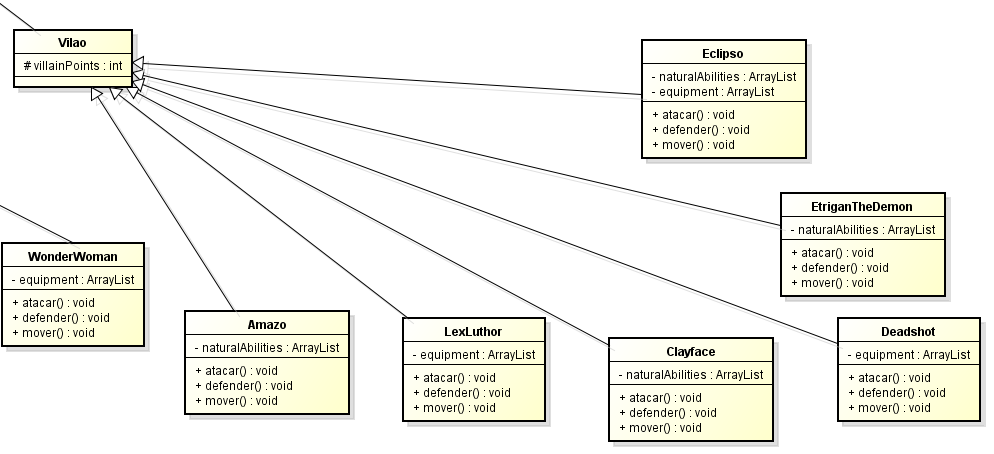 Vilao
# villainPoints : int
Eclipso
- naturalAbilities : ArrayList
- equipment : ArrayList
+ atacar() : void
+ defender() : void
+ mover() : void
EtriganTheDemon
- naturalAbilities : ArrayList
+ atacar() : void
+ defender() : void
+ mover() : void
WonderWoman
- equipment : ArrayList
+ atacar() : void
+ defender() : void
+ mover() : void
Amazo
- naturalAbilities : ArrayList
+ atacar() : void
+ defender() : void
+ mover() : void
LexLuthor
- equipment : ArrayList
+ atacar() : void
+ defender() : void
+ mover() : void
Clayface
- naturalAbilities : ArrayList
+ atacar() : void
+ defender() : void
+ mover() : void
Deadshot
- equipment : ArrayList
+ atacar() : void
+ defender() : void
+ mover() : void